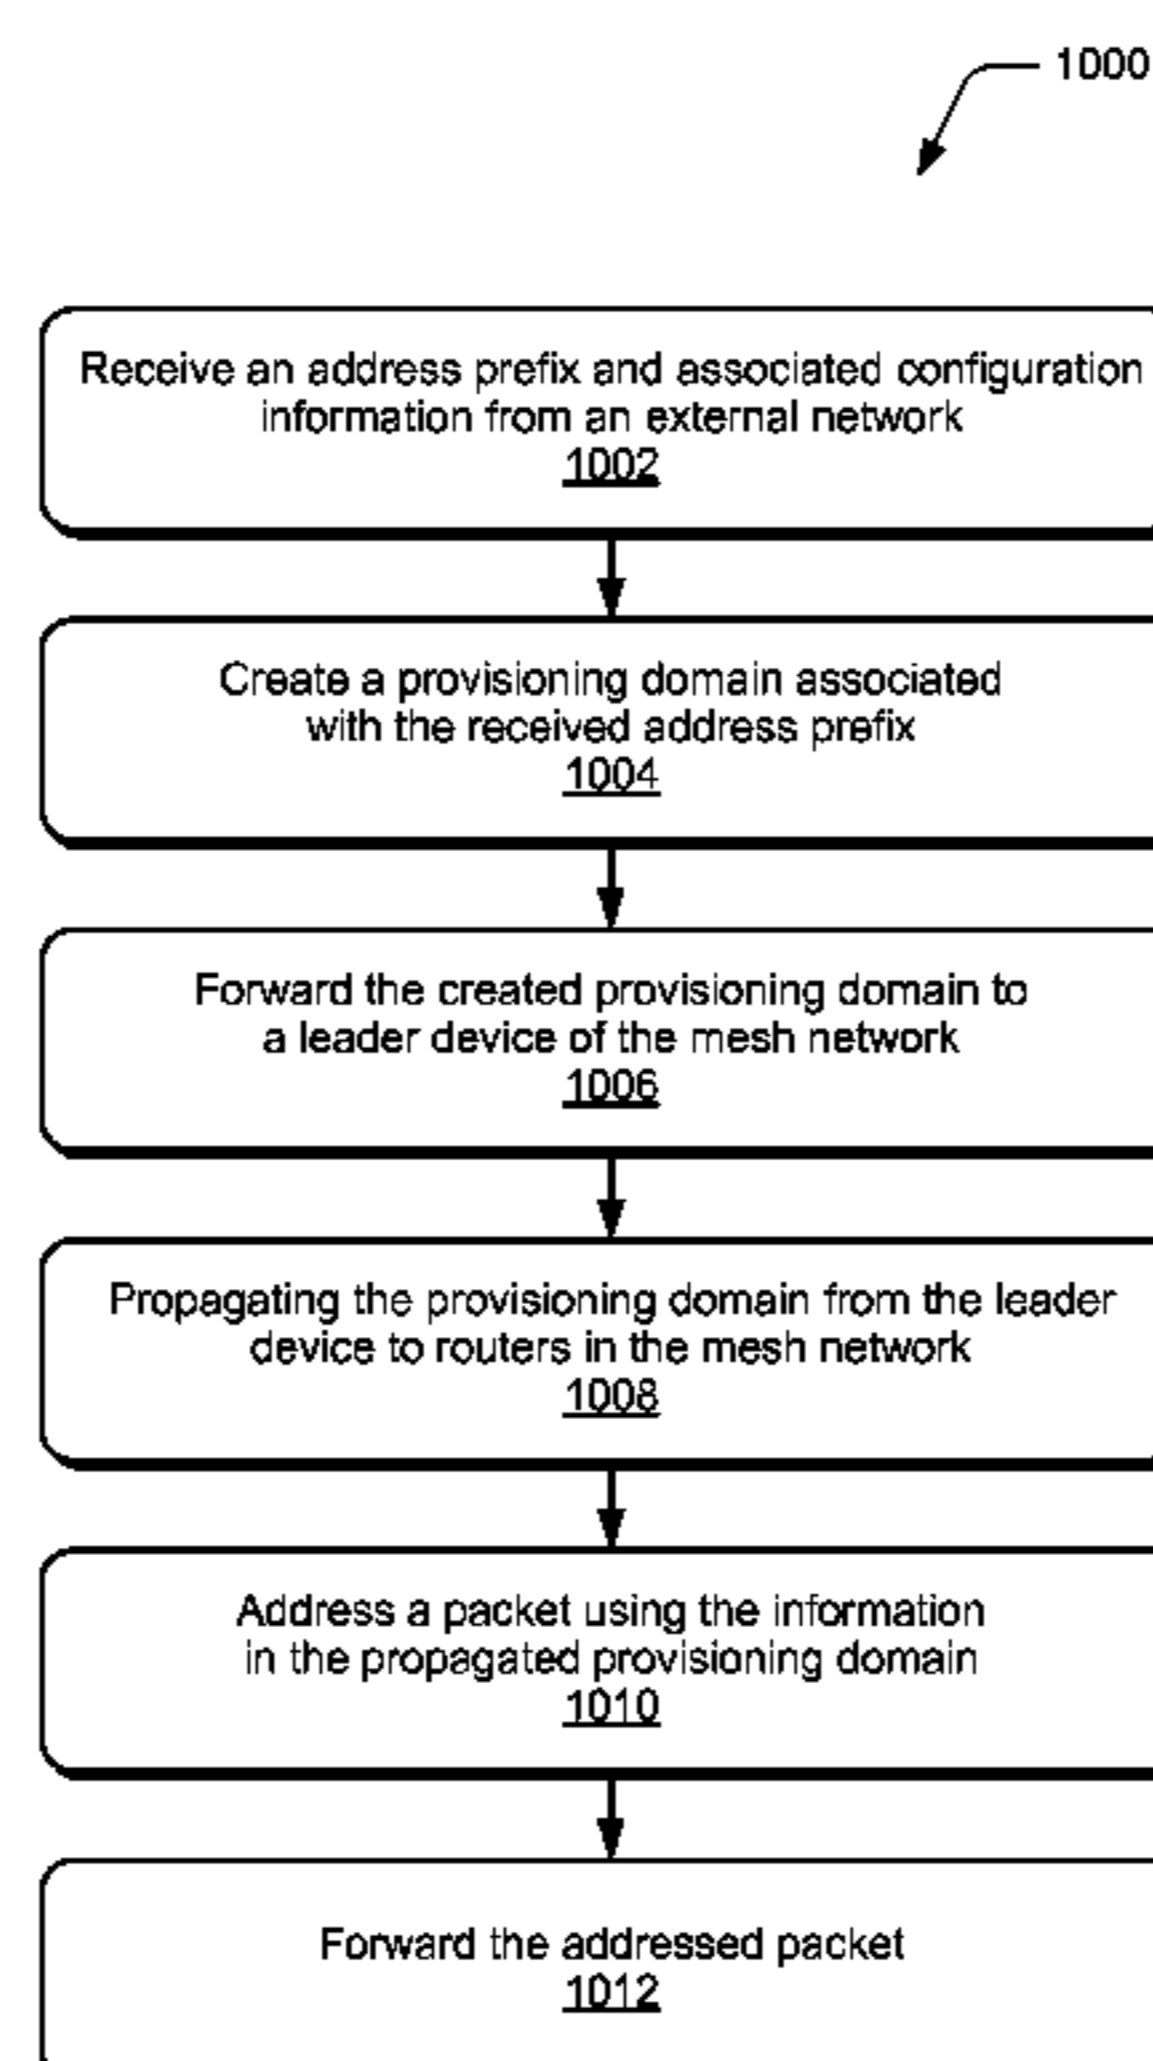 1000
Receive an address prefix and associated configuration
information from an external network
1002
Create a provisioning domain associated
with the received address prefix
1004
Forward the created provisioning domain to
a leader device of the mesh network
1006
Propagating the provisioning domain from the leader
device to routers in the mesh network
1008
Address a packet using the information
in the propagated provisioning domain
1010
Forward the addressed packet
1012